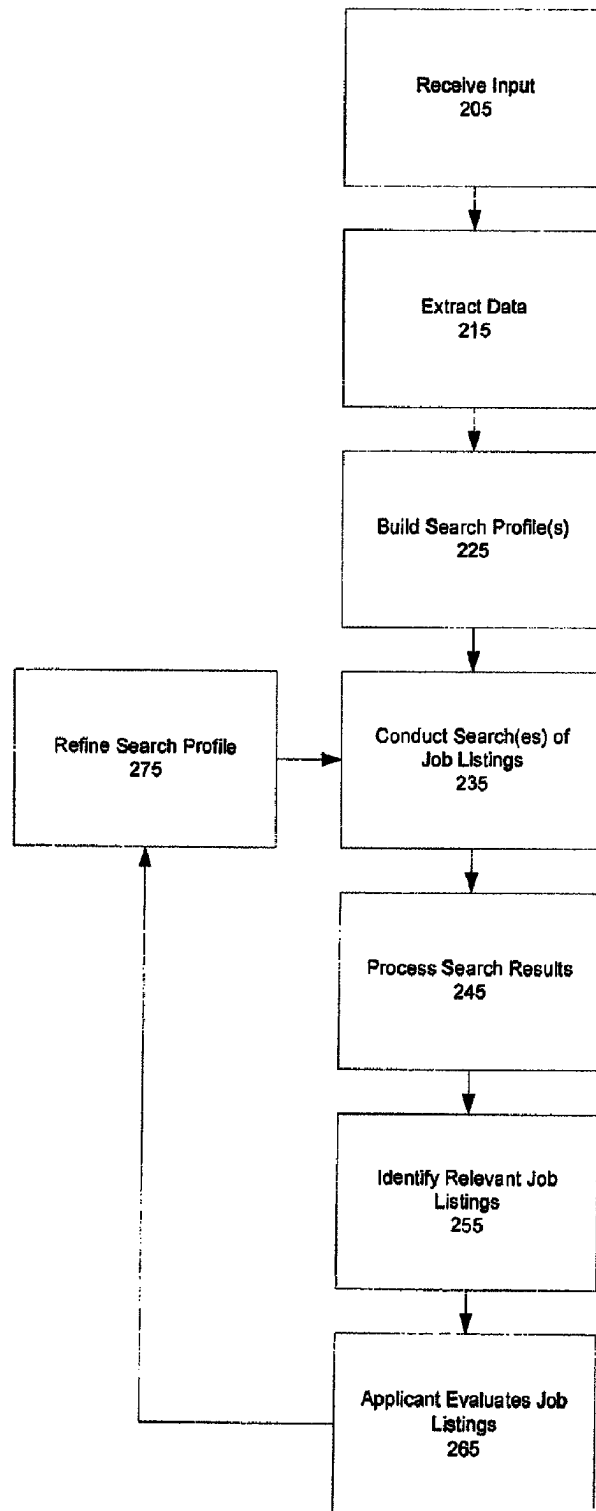 Receive Input
205
Extract Data
215
Build Search Profile(s)
225
Refine Search Profile
275
Conduct Search(es) of
Job Listings
235
Process Search Results
245
Identify Relevant Job
Listings
255
Applicant Evaluates Job
Listings
265